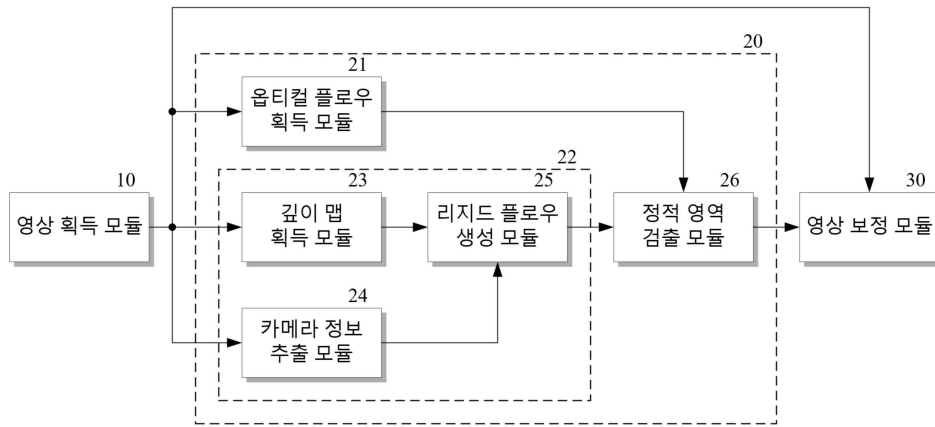 20
21
옵티컬 플로우
획득 모듈
22
10
영상 획득 모듈
23
깊이 맵
획득 모듈
25
리지드 플로우
생성 모듈
26
정적 영역
검출 모듈
30
영상 보정 모듈
24
카메라 정보
추출 모듈